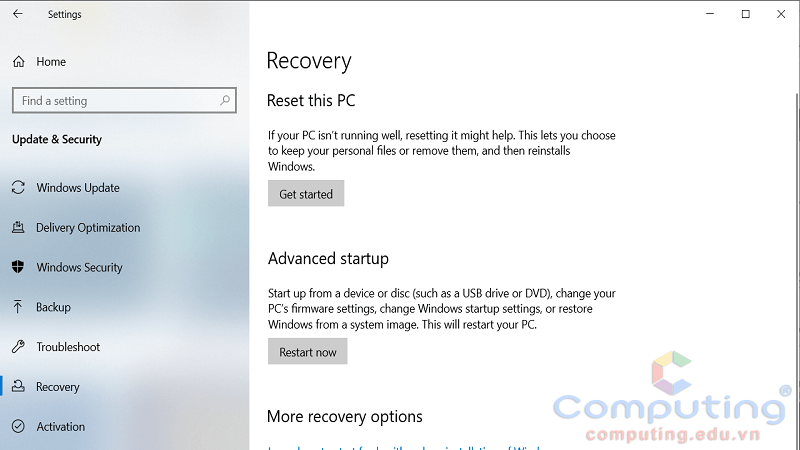 Settings
Home
Find a setting
Update & Security
Windows Update
Delivery Optimization
Windows Security
Backup
Troubleshoot
Recovery
Activation
Recovery
Reset this PC
If your PC isn't running well, resetting it might help. This lets you choose
to keep your personal files or remove them, and then reinstalls
Windows.
Get started
Advanced startup
Start up from a device or disc (such as a USB drive or DVD), change your
PC's firmware settings, change Windows startup settings, or restore
Windows from a system image. This will restart your PC.
Restart now
More recovery options
Computing®
computing.edu.vn